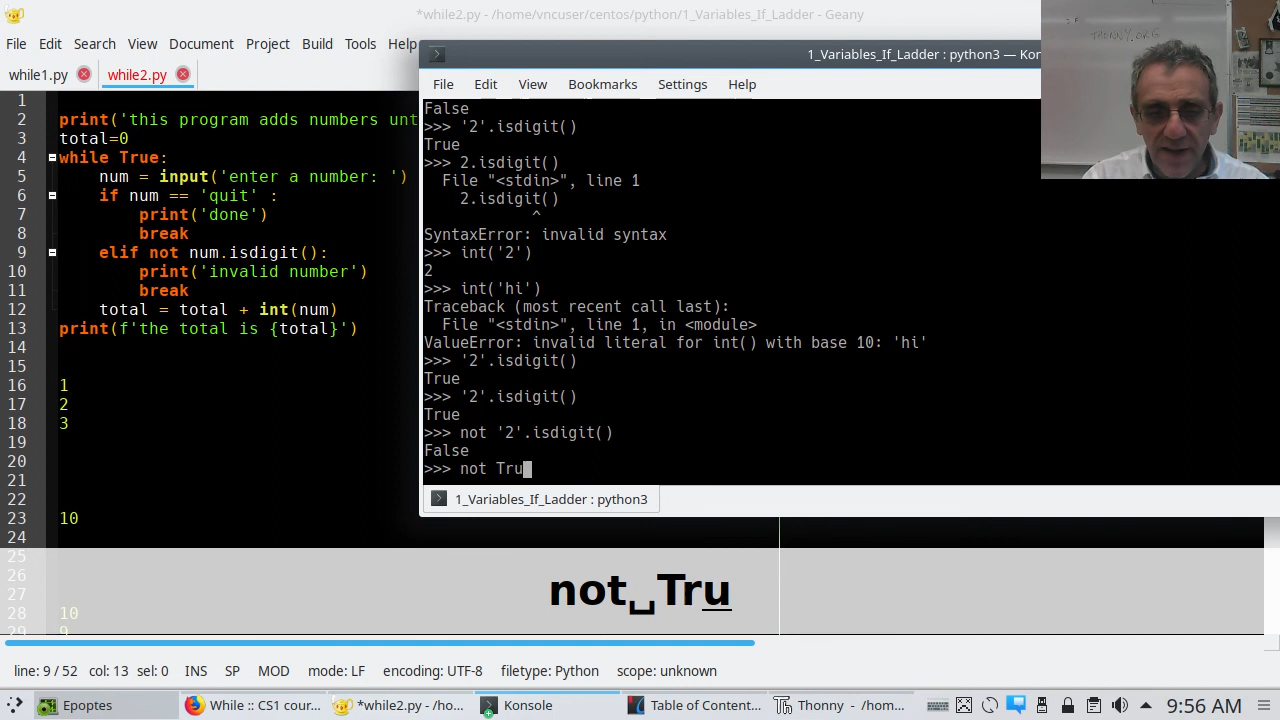 *while2.py - /home/vncuser/centos/python/1_Variables_If_Ladder - Geany
File Edit Search View Document Project Build Tools Help
while1.py while2.py
1
2 print('this program adds numbers unt
3 total=0
4 while True:
5 num = input('enter a number: ')
6 if num == 'quit' :
7 print('done')
8 break
9 elif not num.isdigit():
10 print('invalid number')
11 break
12 total = total + int(num)
13 print(f'the total is {total}')
14
15
16 1
17 2
18 3
19
20
21
22
23 10
24
25
26
27
28 10
29 9
1_Variables_If_Ladder : python3 — Kon
File Edit View Bookmarks Settings Help
False
>>> '2'.isdigit()
True
>>> 2.isdigit()
File "<stdin>", line 1
2.isdigit()
^
SyntaxError: invalid syntax
>>> int('2')
2
>>> int('hi')
Traceback (most recent call last):
File "<stdin>", line 1, in <module>
ValueError: invalid literal for int() with base 10: 'hi'
>>> '2'.isdigit()
True
>>> '2'.isdigit()
True
>>> not '2'.isdigit()
False
>>> not Tru
1_Variables_If_Ladder : python3
THONNY.ORG
not␣Tru
line: 9 / 52 col: 13 sel: 0 INS SP MOD mode: LF encoding: UTF-8 filetype: Python scope: unknown
Epoptes While :: CS1 cour... *while2.py - /ho... Konsole Table of Content... Thonny - /hom... 9:56 AM